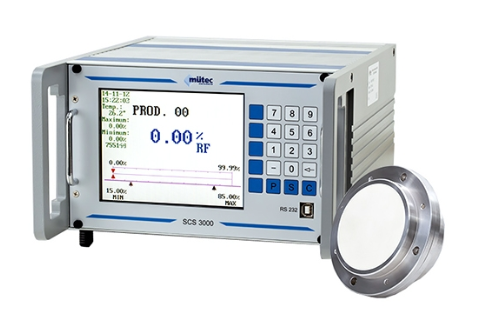 mütec
14-11-12
15:22:03
Temp.:
26.2°
Maximum:
0.00%
Minimum:
0.00%
PROD. 00
0.00% RF
0.00% 99.99%
15.00% 85.00%
MIN MAX
7 8 9
4 5 6
1 2 3
- 0
P S C
RS 232
SCS 3000